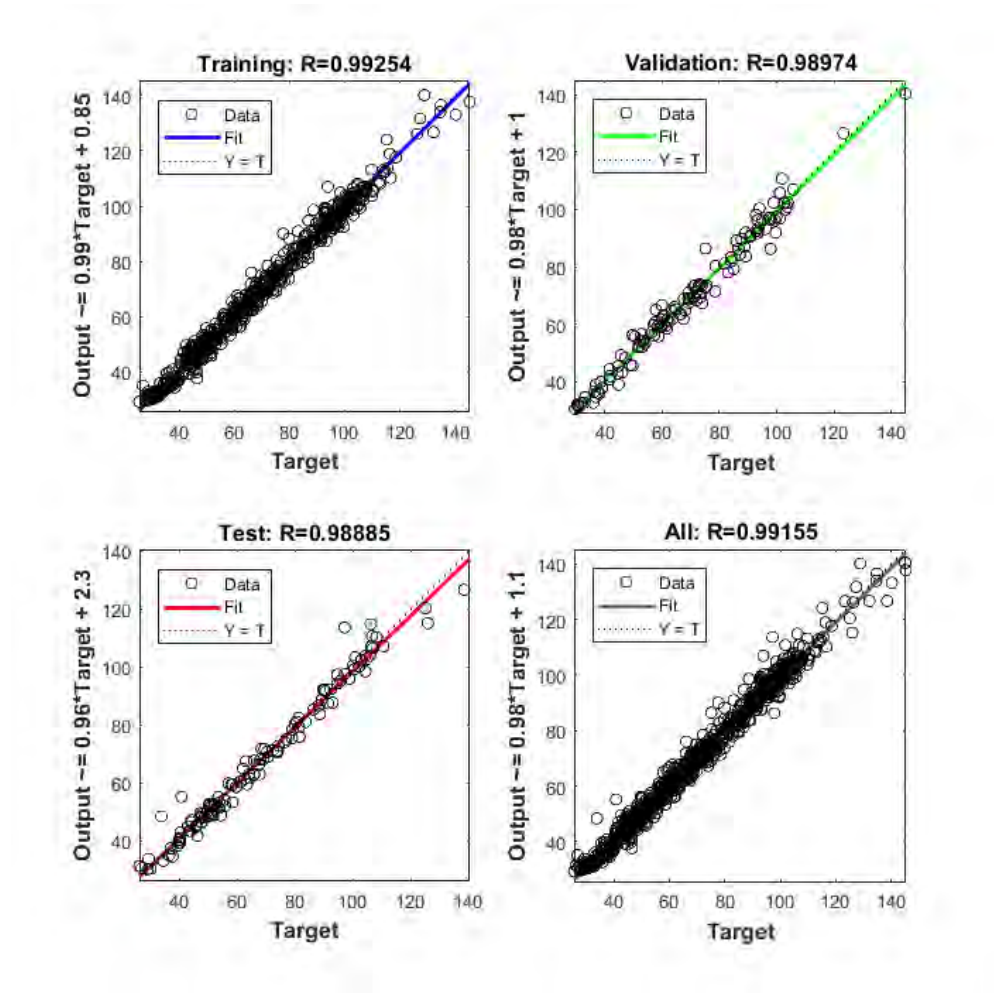 Training: R=0.99254
Output ~= 0.99*Target + 0.85
Data
Fit
Y = T
140
120
100
80
60
40
40 60 80 100 120 140
Target
Validation: R=0.98974
Output ~= 0.98*Target + 1
Data
Fit
Y = T
140
120
100
80
60
40
40 60 80 100 120 140
Target
Test: R=0.98885
Output ~= 0.96*Target + 2.3
Data
Fit
Y = T
140
120
100
80
60
40
40 60 80 100 120 140
Target
All: R=0.99155
Output ~= 0.98*Target + 1.1
Data
Fit
Y = T
140
120
100
80
60
40
40 60 80 100 120 140
Target